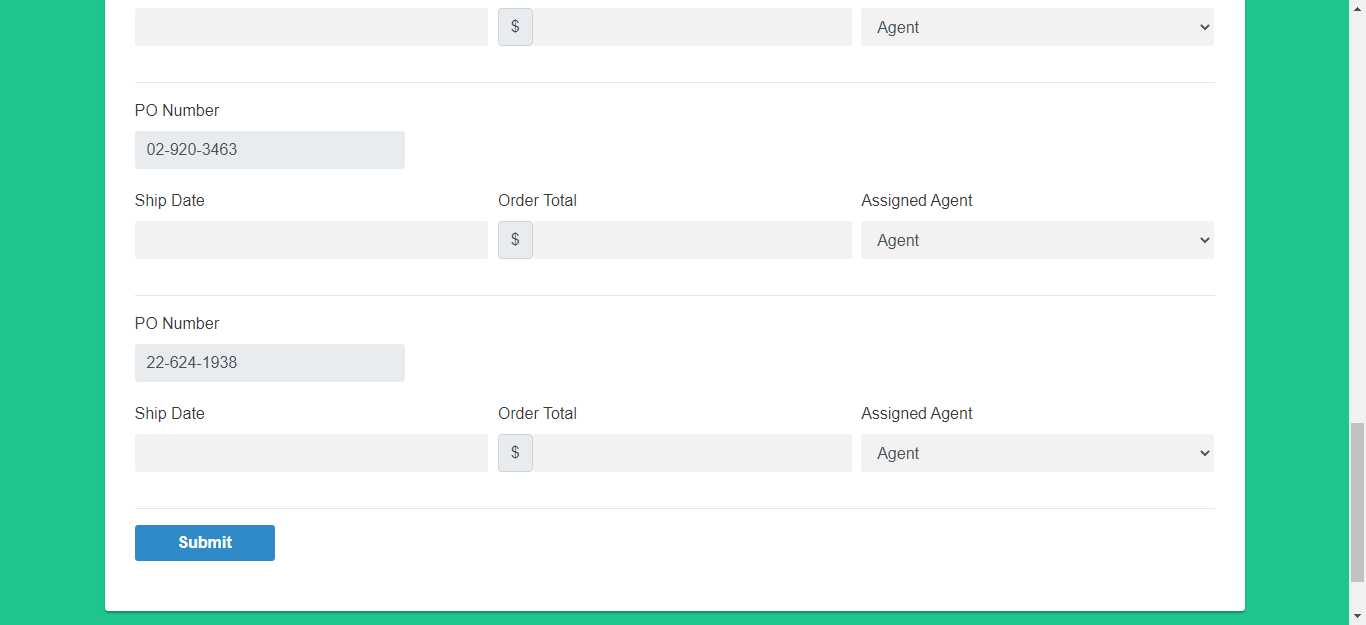 $ Agent
PO Number
02-920-3463
Ship Date Order Total Assigned Agent
$ Agent
PO Number
22-624-1938
Ship Date Order Total Assigned Agent
$ Agent
Submit